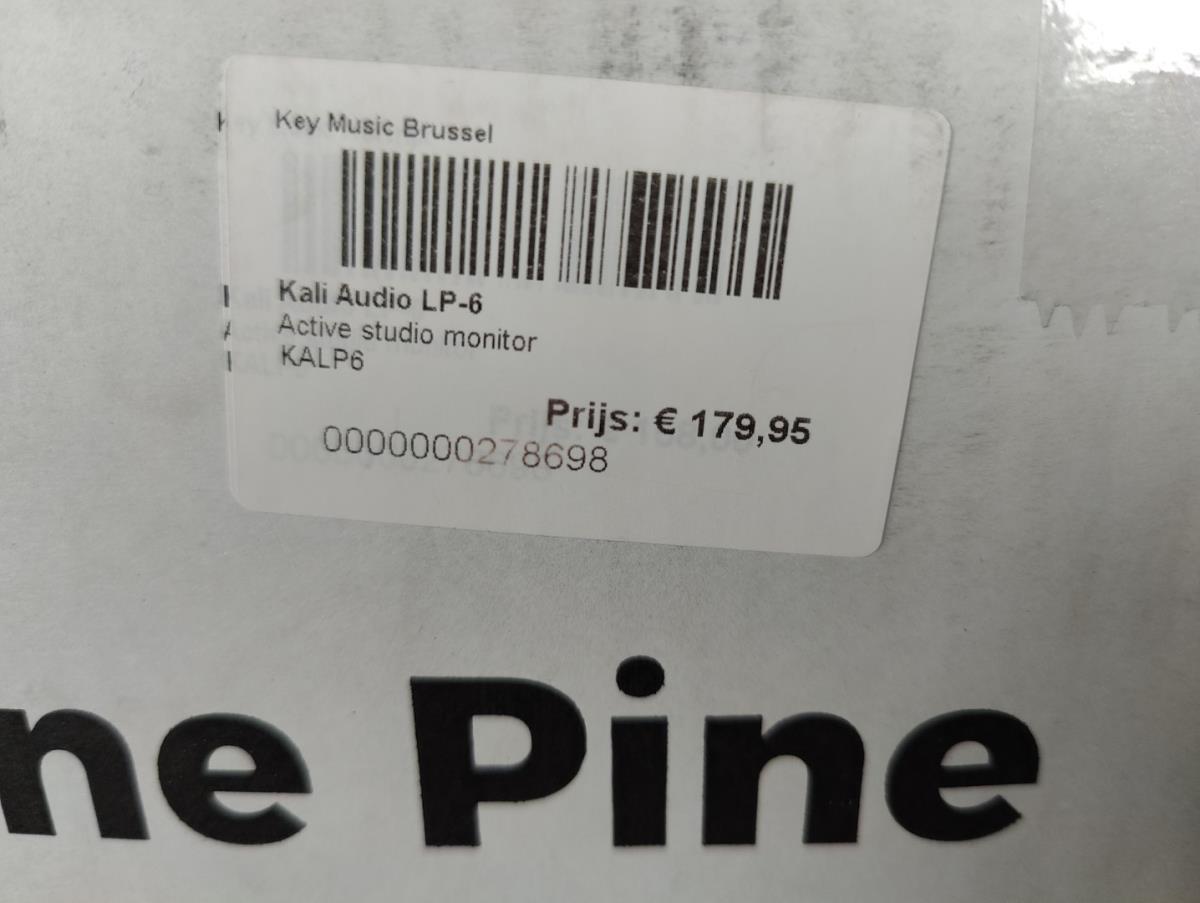 Key Music Brussel
Kali Audio LP-6
Active studio monitor
KALP6
Prijs: € 179,95
0000000278698
ne Pine